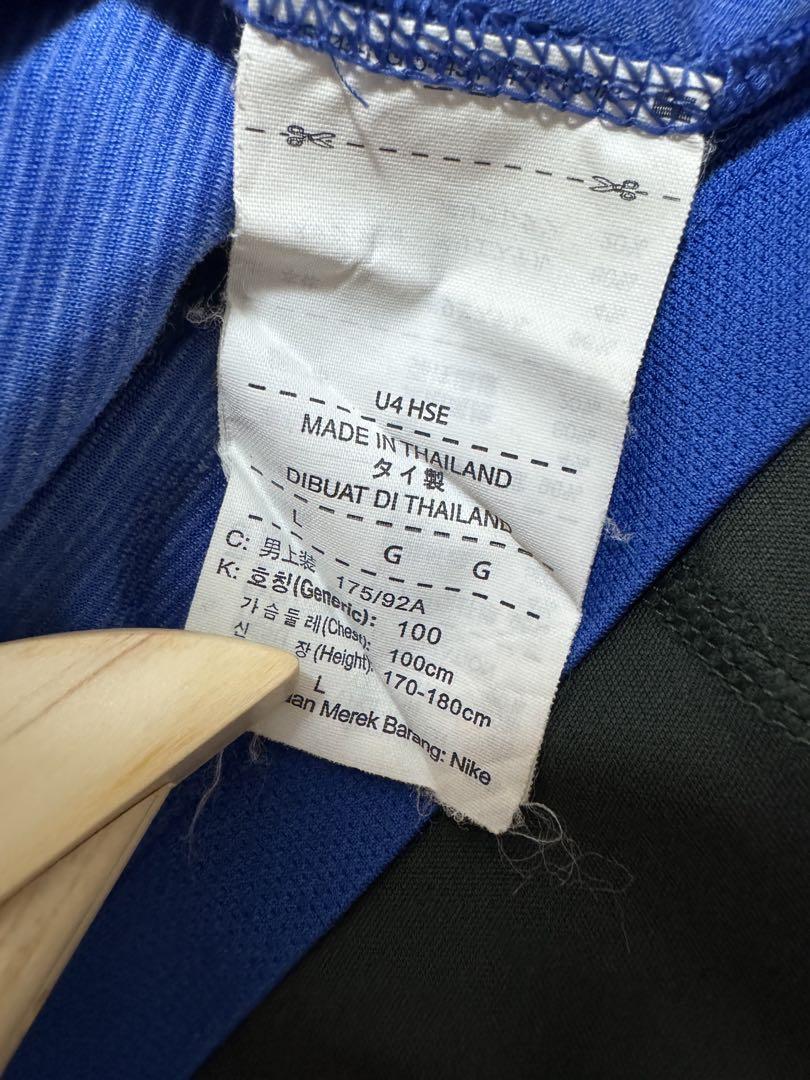 U4 HSE
MADE IN THAILAND
タイ製
DIBUAT DI THAILAND
L G G
C: 男上装 175/92A
K: 호칭(Generic): 100
가슴둘레(Chest): 100cm
신 장(Height): 170-180cm
L
Merek Barang: Nike